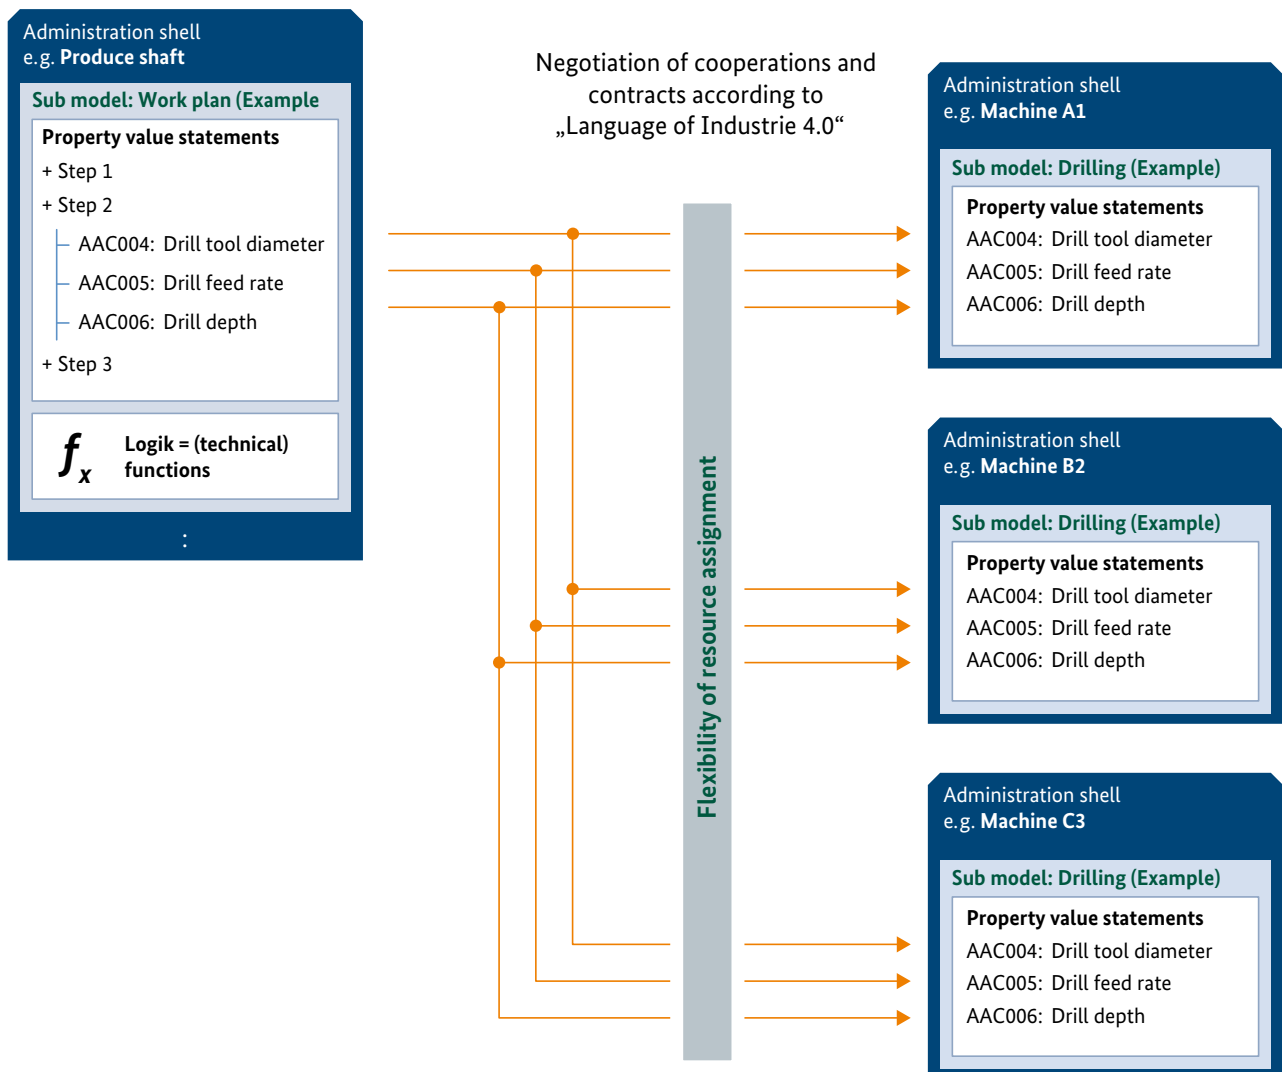 Administration shell
e.g. Produce shaft
Sub model: Work plan (Example
Property value statements
+ Step 1
+ Step 2
AAC004: Drill tool diameter
AAC005: Drill feed rate
AAC006: Drill depth
+ Step 3
fx
Logik = (technical)
functions
:
Negotiation of cooperations and
contracts according to
„Language of Industrie 4.0“
Flexibility of resource assignment
Administration shell
e.g. Machine A1
Sub model: Drilling (Example)
Property value statements
AAC004: Drill tool diameter
AAC005: Drill feed rate
AAC006: Drill depth
Administration shell
e.g. Machine B2
Sub model: Drilling (Example)
Property value statements
AAC004: Drill tool diameter
AAC005: Drill feed rate
AAC006: Drill depth
Administration shell
e.g. Machine C3
Sub model: Drilling (Example)
Property value statements
AAC004: Drill tool diameter
AAC005: Drill feed rate
AAC006: Drill depth